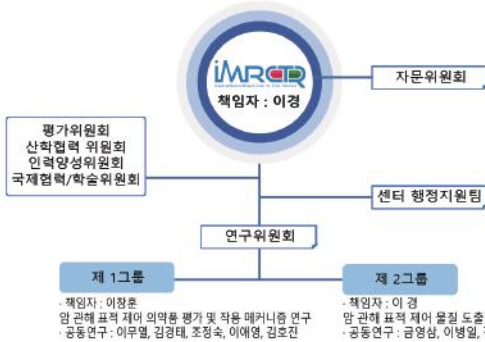 iMRCTR
책임자 : 이경
자문위원회
평가위원회
산학협력 위원회
인력양성위원회
국제협력/학술위원회
센터 행정지원팀
연구위원회
제 1그룹
· 책임자 : 이창훈
암 관해 표적 제어 의약품 평가 및 작용 메커니즘 연구
· 공동연구 : 이무열, 김경태, 조정숙, 이애영, 김호진
제 2그룹
· 책임자 : 이 경
암 관해 표적 제어 물질 도출
· 공동연구 : 금영삼, 이병일,